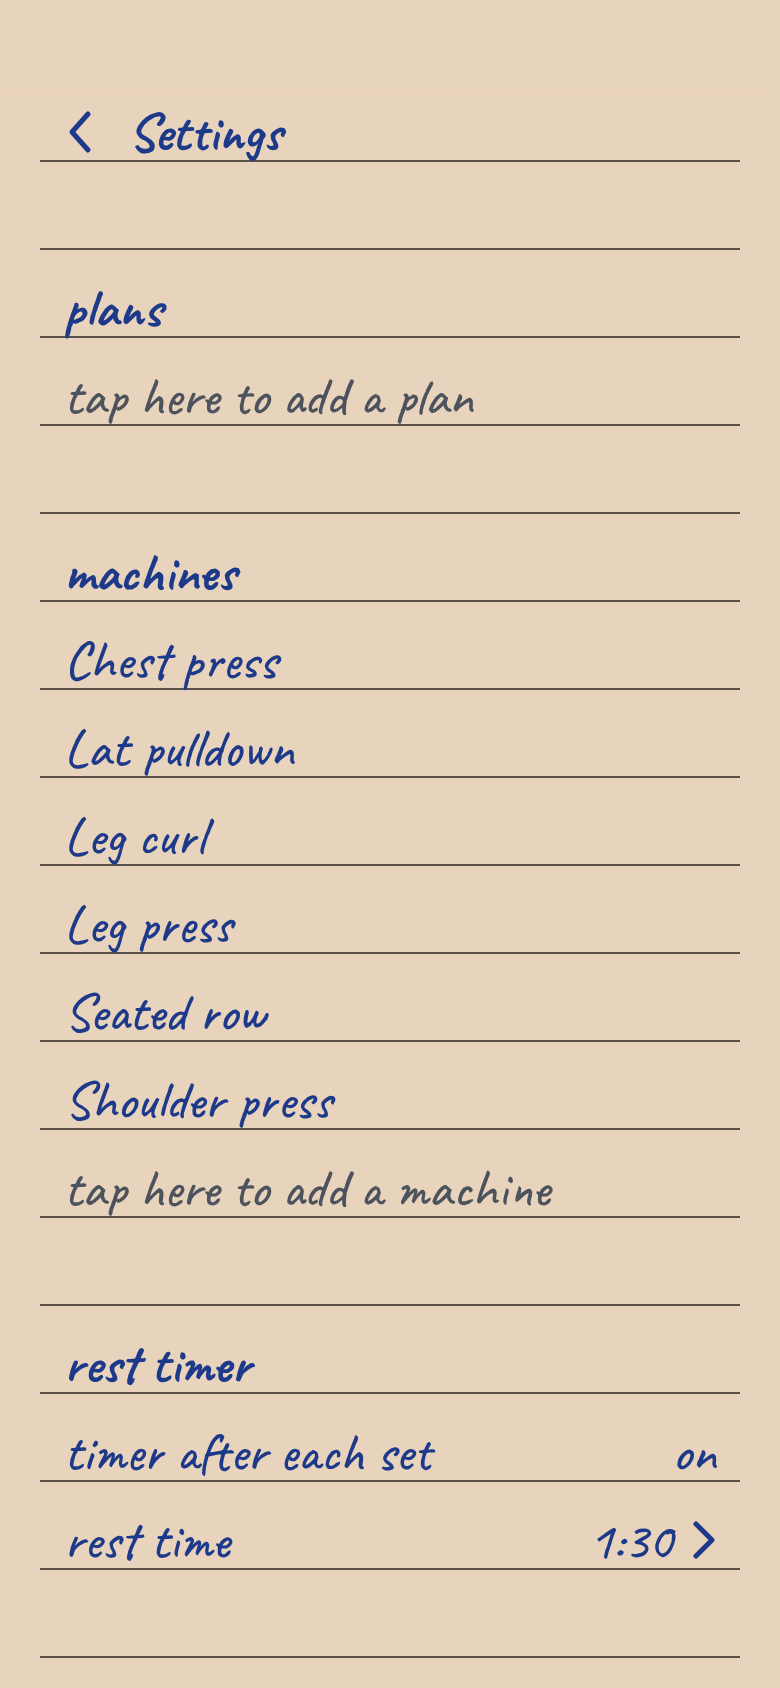 Settings
plans
tap here to add a plan
machines
Chest press
Lat pulldown
Leg curl
Leg press
Seated row
Shoulder press
tap here to add a machine
rest timer
timer after each set on
rest time 1:30